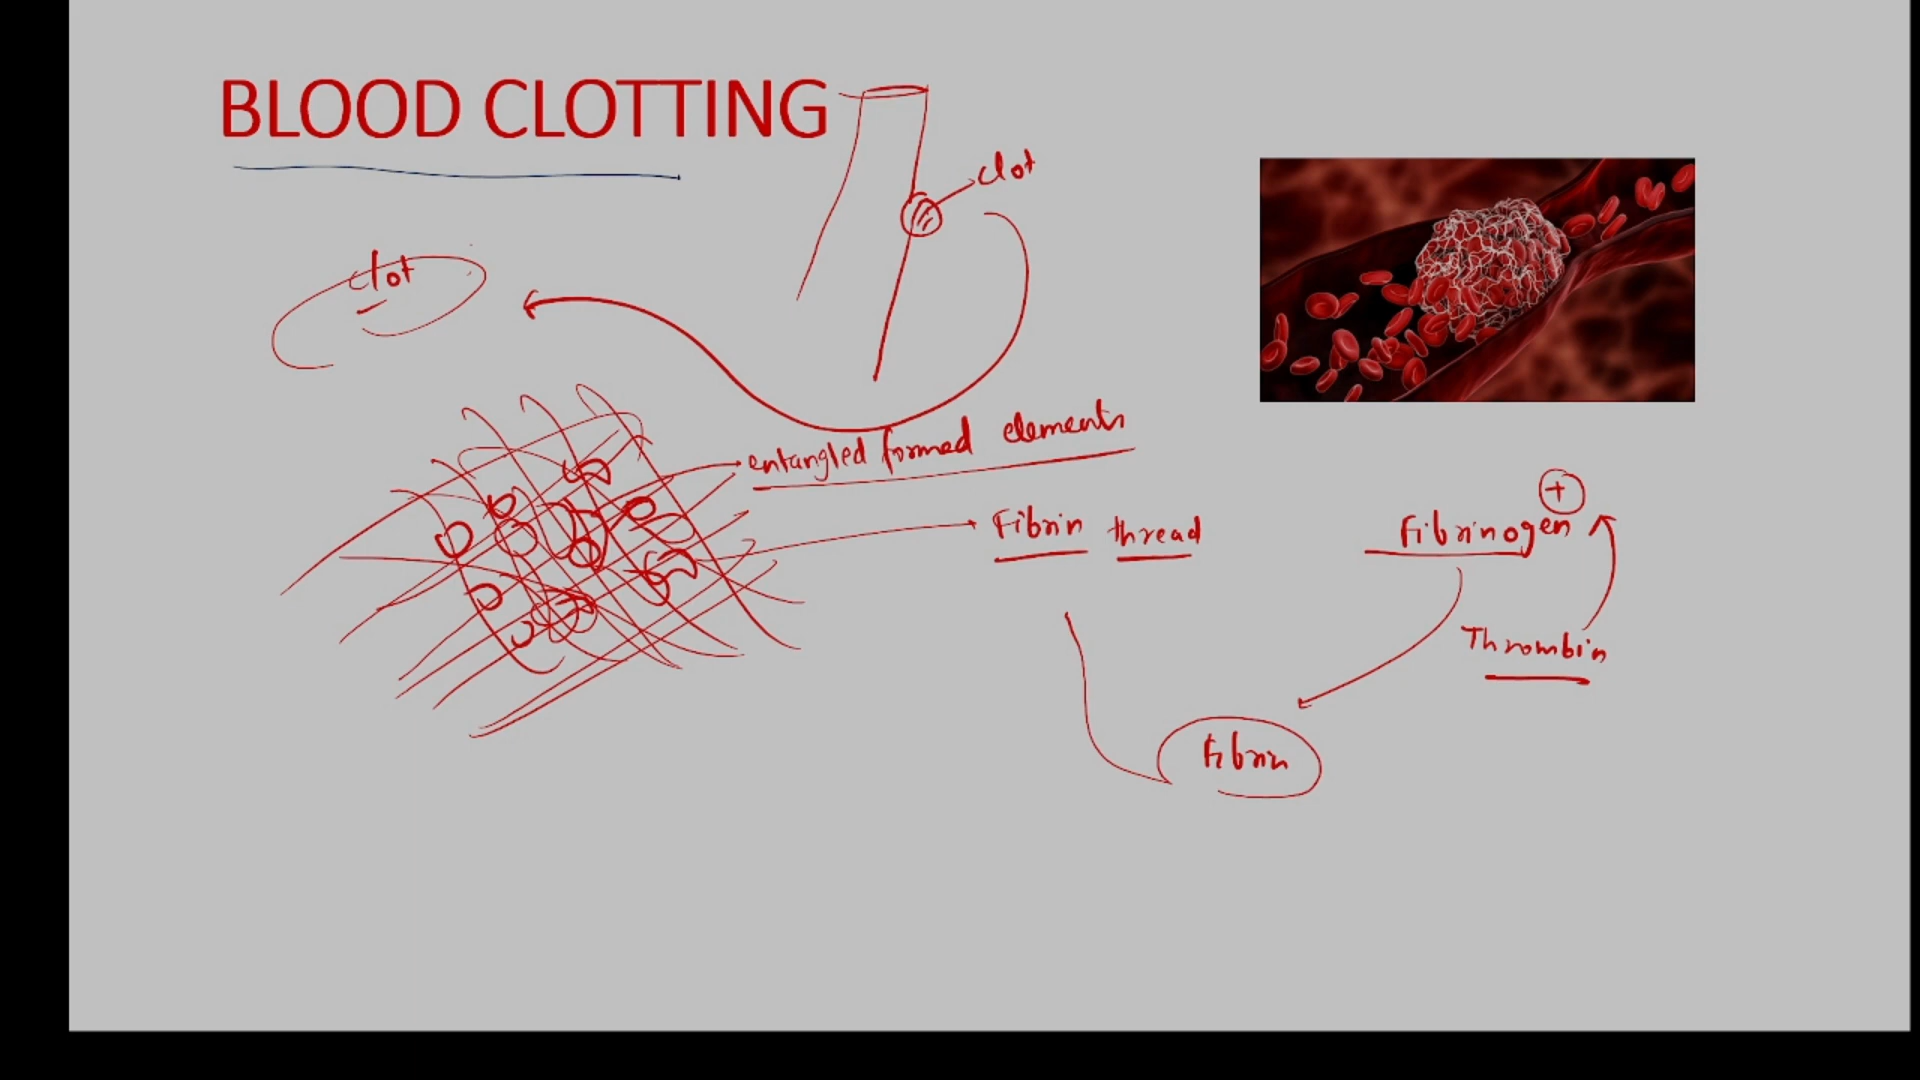 BLOOD CLOTTING
clot
clot
entangled formed elements
Fibrin thread
+
Fibrinogen
Thrombin
Fibrin